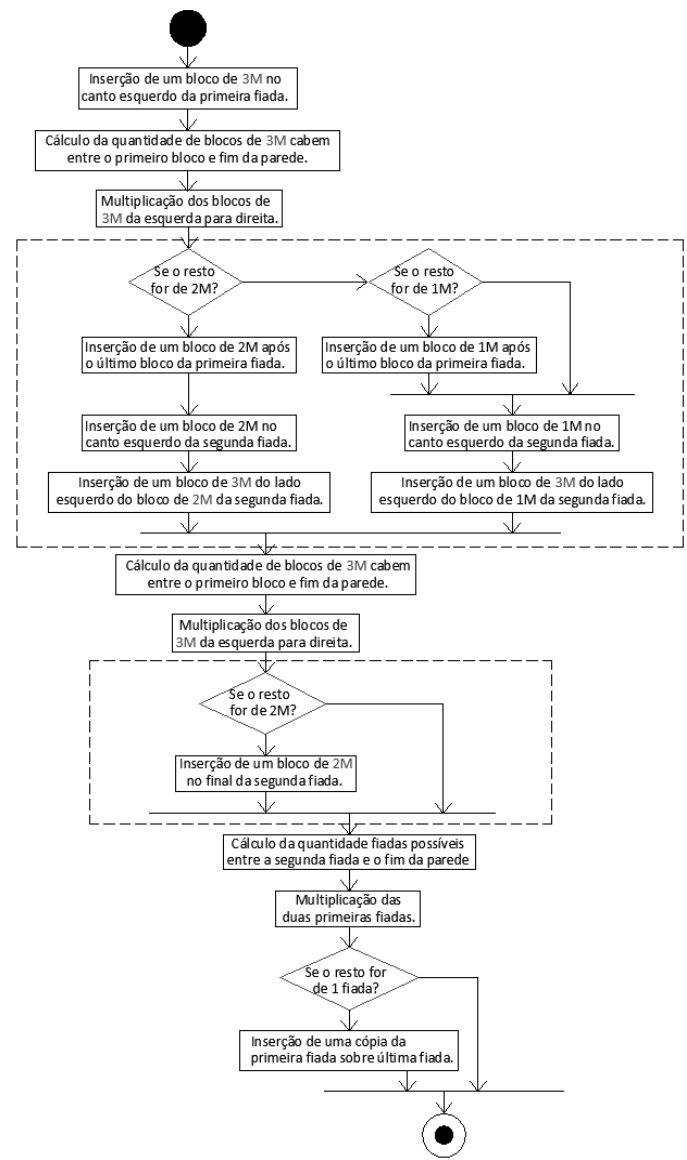 Inserção de um bloco de 3M no
canto esquerdo da primeira fiada.
Cálculo da quantidade de blocos de 3M cabem
entre o primeiro bloco e fim da parede.
Multiplicação dos blocos de
3M da esquerda para direita.
Se o resto
for de 2M?
Se o resto
for de 1M?
Inserção de um bloco de 2M após
o último bloco da primeira fiada.
Inserção de um bloco de 1M após
o último bloco da primeira fiada.
Inserção de um bloco de 2M no
canto esquerdo da segunda fiada.
Inserção de um bloco de 1M no
canto esquerdo da segunda fiada.
Inserção de um bloco de 3M do lado
esquerdo do bloco de 2M da segunda fiada.
Inserção de um bloco de 3M do lado
esquerdo do bloco de 1M da segunda fiada.
Cálculo da quantidade de blocos de 3M cabem
entre o primeiro bloco e fim da parede.
Multiplicação dos blocos de
3M da esquerda para direita.
Se o resto
for de 2M?
Inserção de um bloco de 2M
no final da segunda fiada.
Cálculo da quantidade fiadas possíveis
entre a segunda fiada e o fim da parede
Multiplicação das
duas primeiras fiadas.
Se o resto for
de 1 fiada?
Inserção de uma cópia da
primeira fiada sobre última fiada.